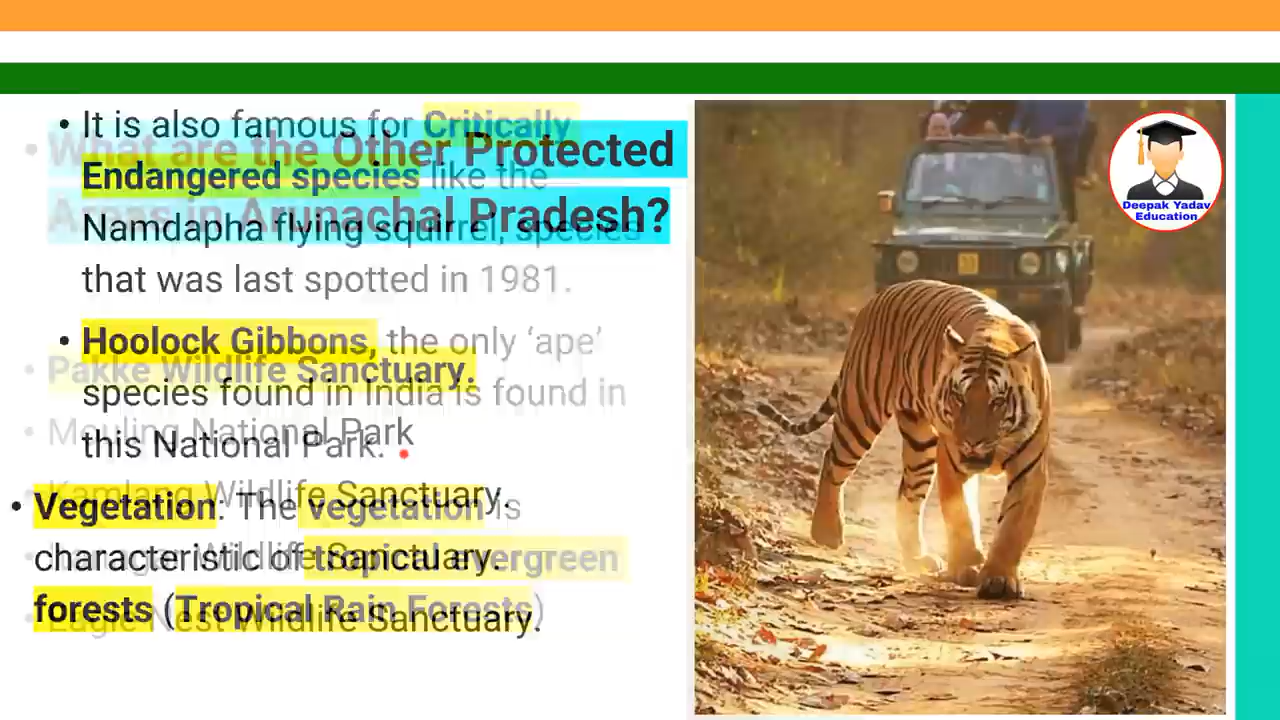 • It is also famous for Critically
Endangered species like the
Namdapha flying squirrel, species
that was last spotted in 1981.
• Hoolock Gibbons, the only ‘ape’
species found in India is found in
this National Park.
• Vegetation: The vegetation is
characteristic of tropical evergreen
forests (Tropical Rain Forests)
• What are the Other Protected
Areas in Arunachal Pradesh?
• Pakke Wildlife Sanctuary.
• Mouling National Park
• Kamlang Wildlife Sanctuary.
• Wildlife Sanctuary.
• Eagle Nest Wildlife Sanctuary.
Deepak Yadav
Education